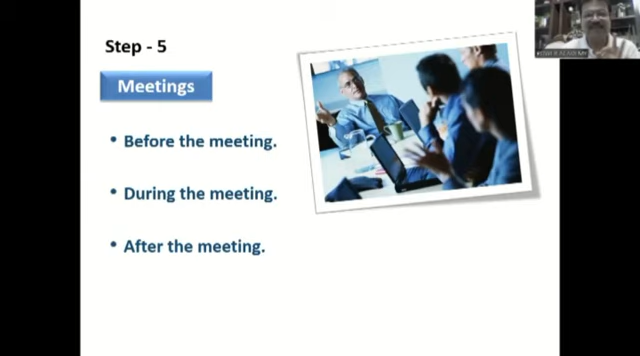 Step - 5
Meetings
• Before the meeting.
• During the meeting.
• After the meeting.